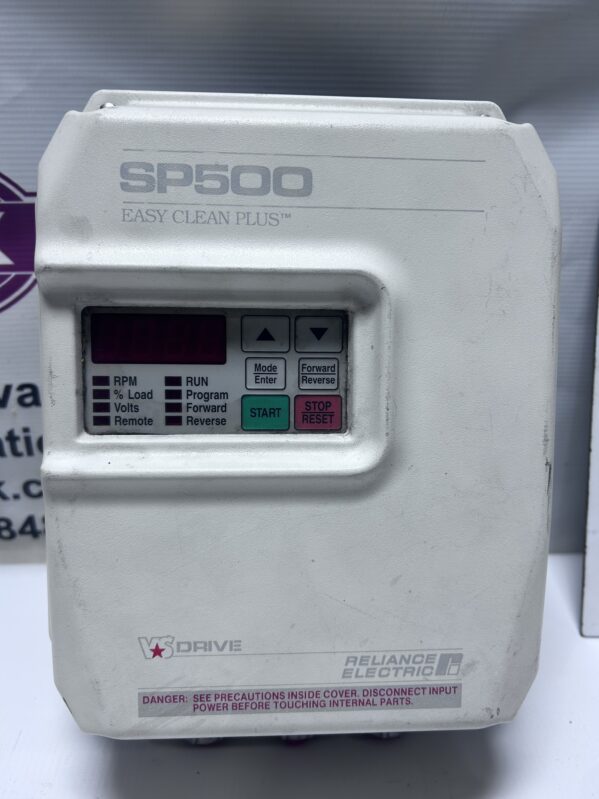 SP500
EASY CLEAN PLUS™
RPM
% Load
Volts
Remote
RUN
Program
Forward
Reverse
Mode
Enter
Forward
Reverse
START
STOP
RESET
VS DRIVE
RELIANCE
ELECTRIC
DANGER: SEE PRECAUTIONS INSIDE COVER. DISCONNECT INPUT
POWER BEFORE TOUCHING INTERNAL PARTS.